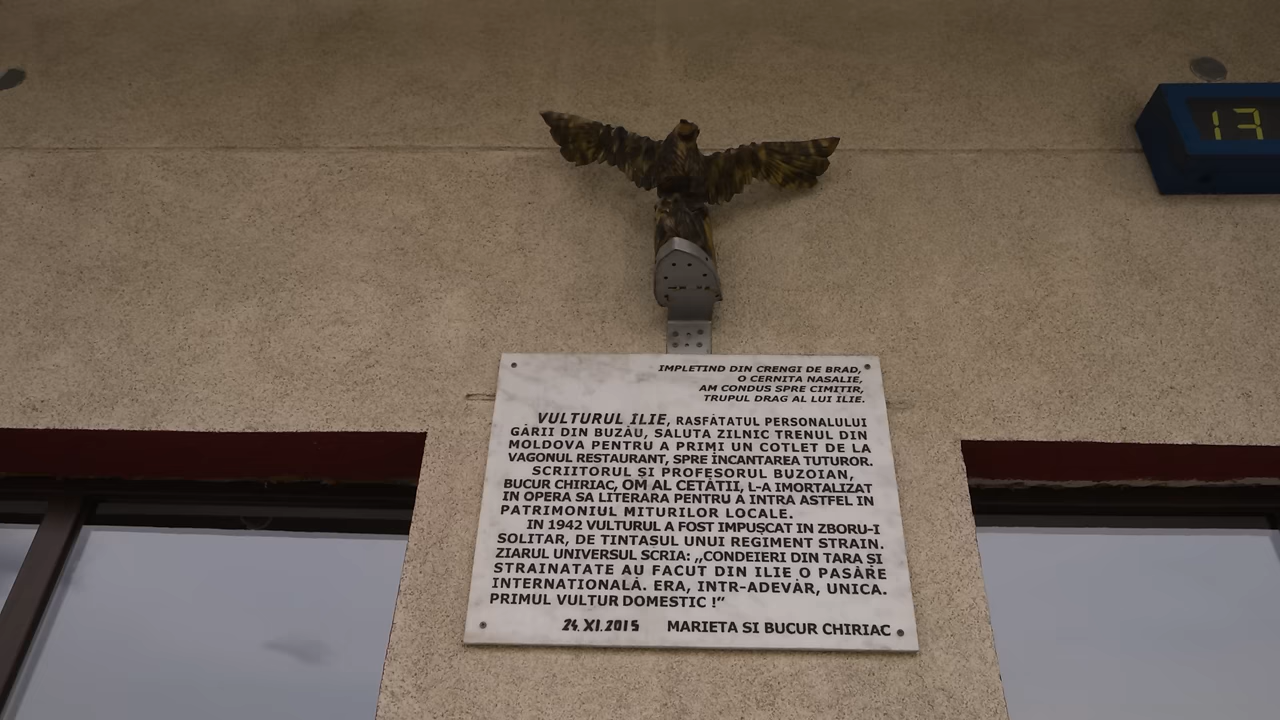 13
IMPLETIND DIN CRENGI DE BRAD,
O CERNITA NASALIE,
AM CONDUS SPRE CIMITIR,
TRUPUL DRAG AL LUI ILIE.
VULTURUL ILIE, RASFĂTATUL PERSONALULUI
GĂRII DIN BUZĂU, SALUTA ZILNIC TRENUL DIN
MOLDOVA PENTRU A PRIMI UN COTLET DE LA
VAGONUL RESTAURANT, SPRE ÎNCANTAREA TUTUROR.
SCRIITORUL ȘI PROFESORUL BUZOIAN,
BUCUR CHIRIAC, OM AL CETĂTII, L-A IMORTALIZAT
IN OPERA SA LITERARA PENTRU A INTRA ASTFEL IN
PATRIMONIUL MITURILOR LOCALE.
IN 1942 VULTURUL A FOST IMPUȘCAT IN ZBORU-I
SOLITAR, DE TINTASUL UNUI REGIMENT STRAIN.
ZIARUL UNIVERSUL SCRIA: „CONDEIERI DIN TARA ȘI
STRAINATATE AU FACUT DIN ILIE O PASĂRE
INTERNATIONALĂ. ERA, INTR-ADEVĂR, UNICA.
PRIMUL VULTUR DOMESTIC !”
24.XI.2015 MARIETA SI BUCUR CHIRIAC